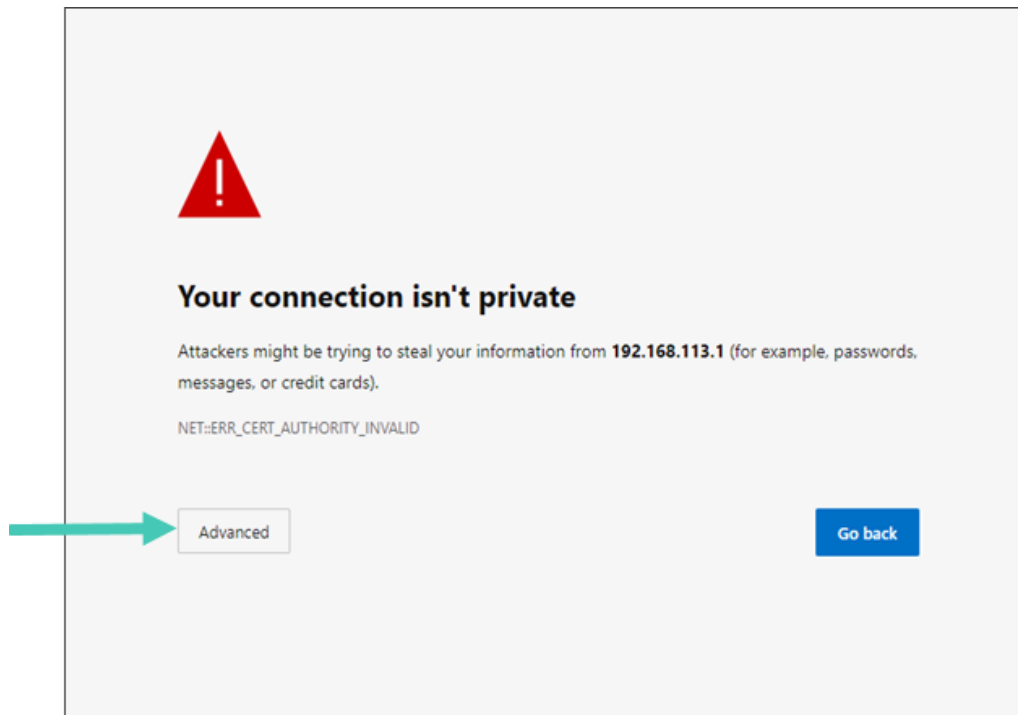 !
Your connection isn't private
Attackers might be trying to steal your information from 192.168.113.1 (for example, passwords,
messages, or credit cards).
NET::ERR_CERT_AUTHORITY_INVALID
Advanced
Go back